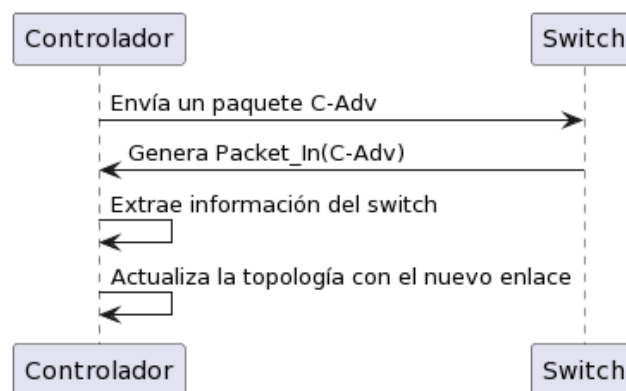 Controlador Switch
Envía un paquete C-Adv
Genera Packet_In(C-Adv)
Extrae información del switch
Actualiza la topología con el nuevo enlace
Controlador Switch